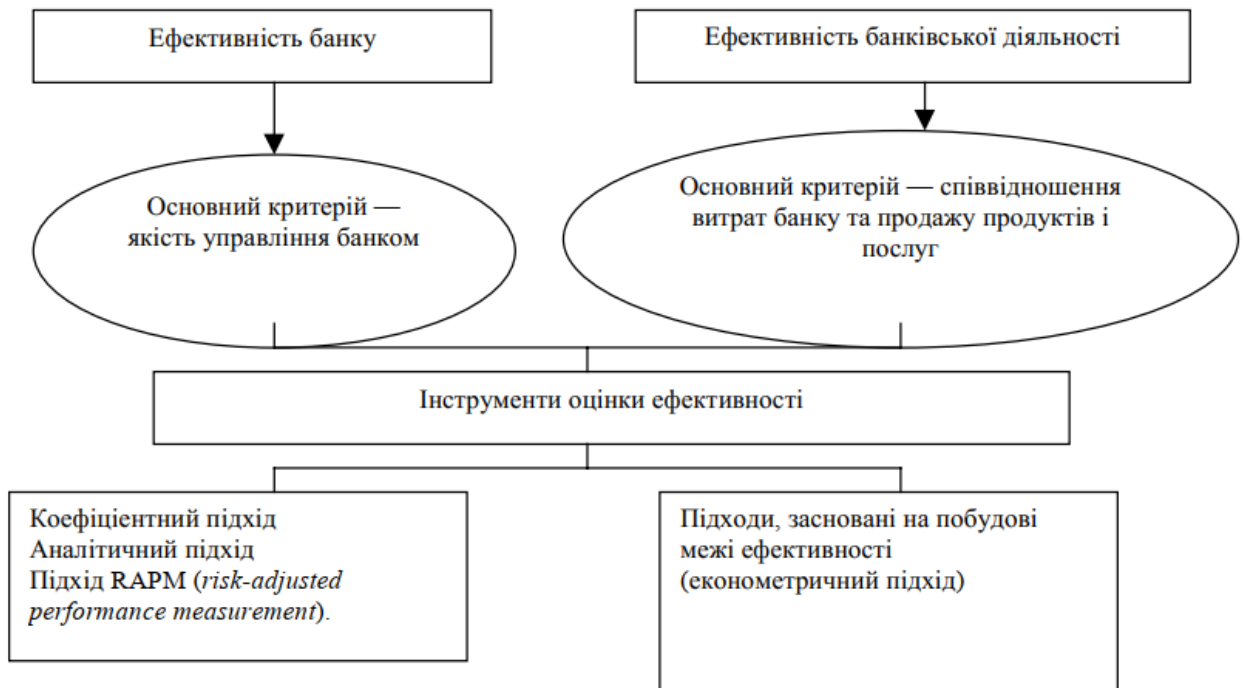 Ефективність банку
Ефективність банківської діяльності
Основний критерій —
якість управління банком
Основний критерій — співвідношення
витрат банку та продажу продуктів і
послуг
Інструменти оцінки ефективності
Коефіцієнтний підхід
Аналітичний підхід
Підхід RAPM (risk-adjusted
performance measurement).
Підходи, засновані на побудові
межі ефективності
(економетричний підхід)